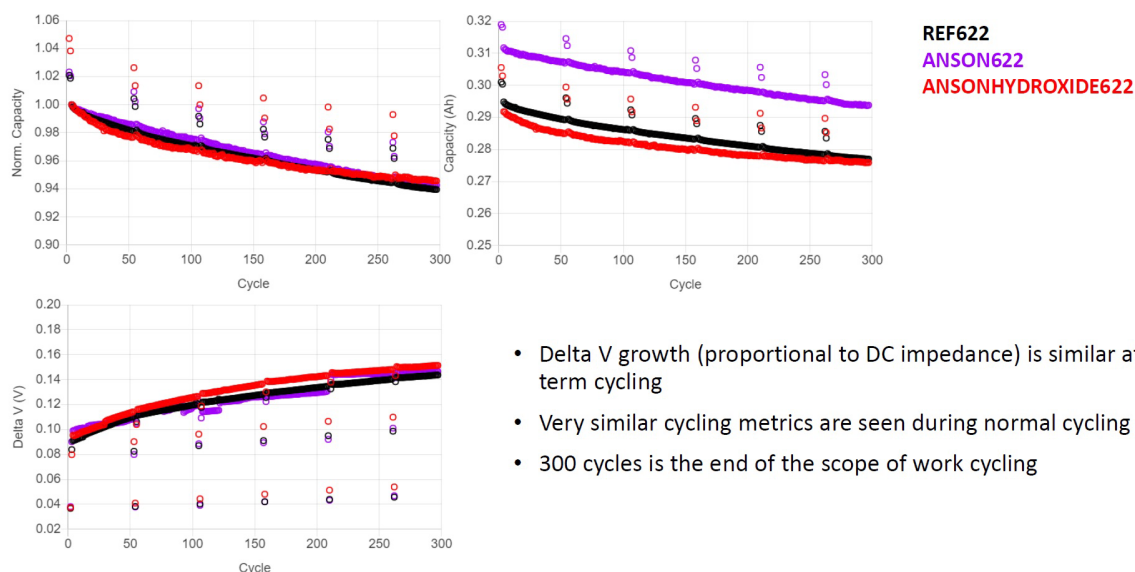 1.06
1.04
1.02
1.00
0.98
0.96
0.94
0.92
0.90
Norm. Capacity
0 50 100 150 200 250 300
Cycle
0.32
0.31
0.30
0.29
0.28
0.27
0.26
0.25
Capacity (Ah)
0 50 100 150 200 250 300
Cycle
REF622
ANSON622
ANSONHYDROXIDE622
0.20
0.18
0.16
0.14
0.12
0.10
0.08
0.06
0.04
0.02
Delta V (V)
0 50 100 150 200 250 300
Cycle
• Delta V growth (proportional to DC impedance) is similar a
term cycling
• Very similar cycling metrics are seen during normal cycling
• 300 cycles is the end of the scope of work cycling